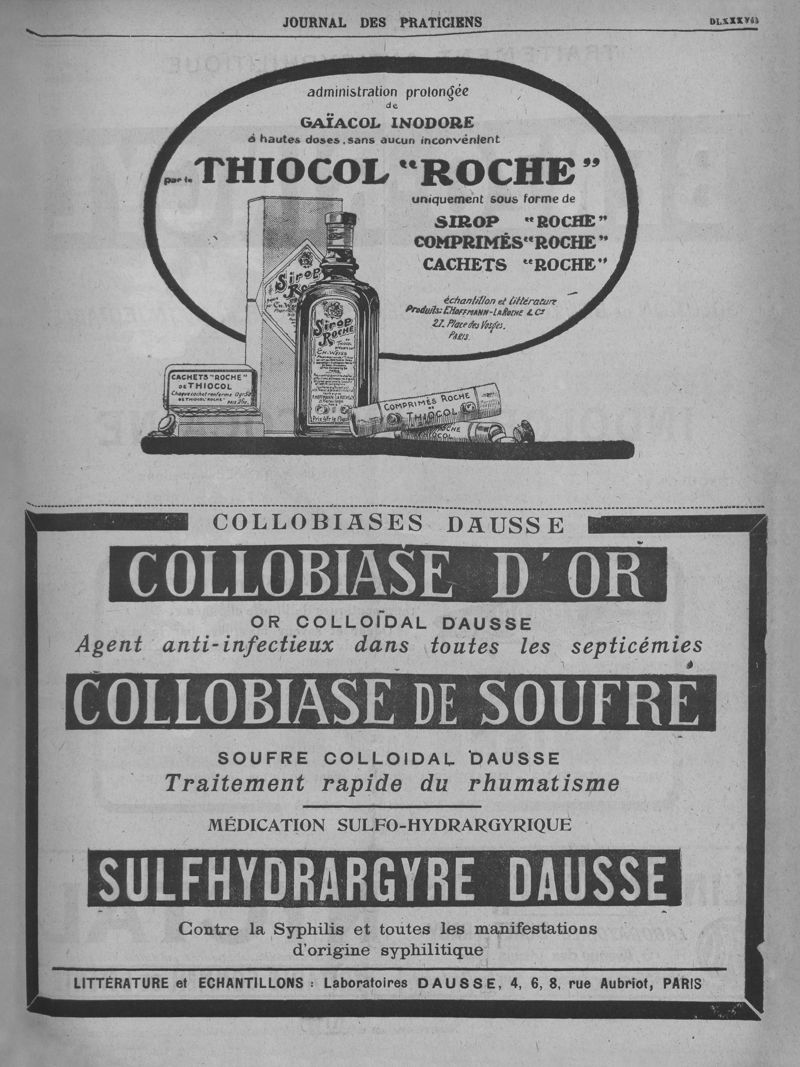 JOURNAL DES PRATICIENS
administration prolongée
de
GAÏACOL INODORE
à hautes doses, sans aucun inconvénient
par le THIOCOL "ROCHE"
uniquement sous forme de
SIROP "ROCHE"
COMPRIMÉS "ROCHE"
CACHETS "ROCHE"
échantillon et littérature
Produits: F. HOFFMANN-LA ROCHE & Co
21, Place des Vosges.
PARIS.
Sirop
Roche
Sirop
ROCHE
CACHETS "ROCHE"
DE THIOCOL
COMPRIMÉS ROCHE
THIOCOL
ROCHE
THIOCOL
COLLOBIASES DAUSSE
COLLOBIASE D'OR
OR COLLOÏDAL DAUSSE
Agent anti-infectieux dans toutes les septicémies
COLLOBIASE DE SOUFRE
SOUFRE COLLOIDAL DAUSSE
Traitement rapide du rhumatisme
MÉDICATION SULFO-HYDRARGYRIQUE
SULFHYDRARGYRE DAUSSE
Contre la Syphilis et toutes les manifestations
d'origine syphilitique
LITTÉRATURE et ECHANTILLONS : Laboratoires DAUSSE, 4, 6, 8, rue Aubriot, PARIS